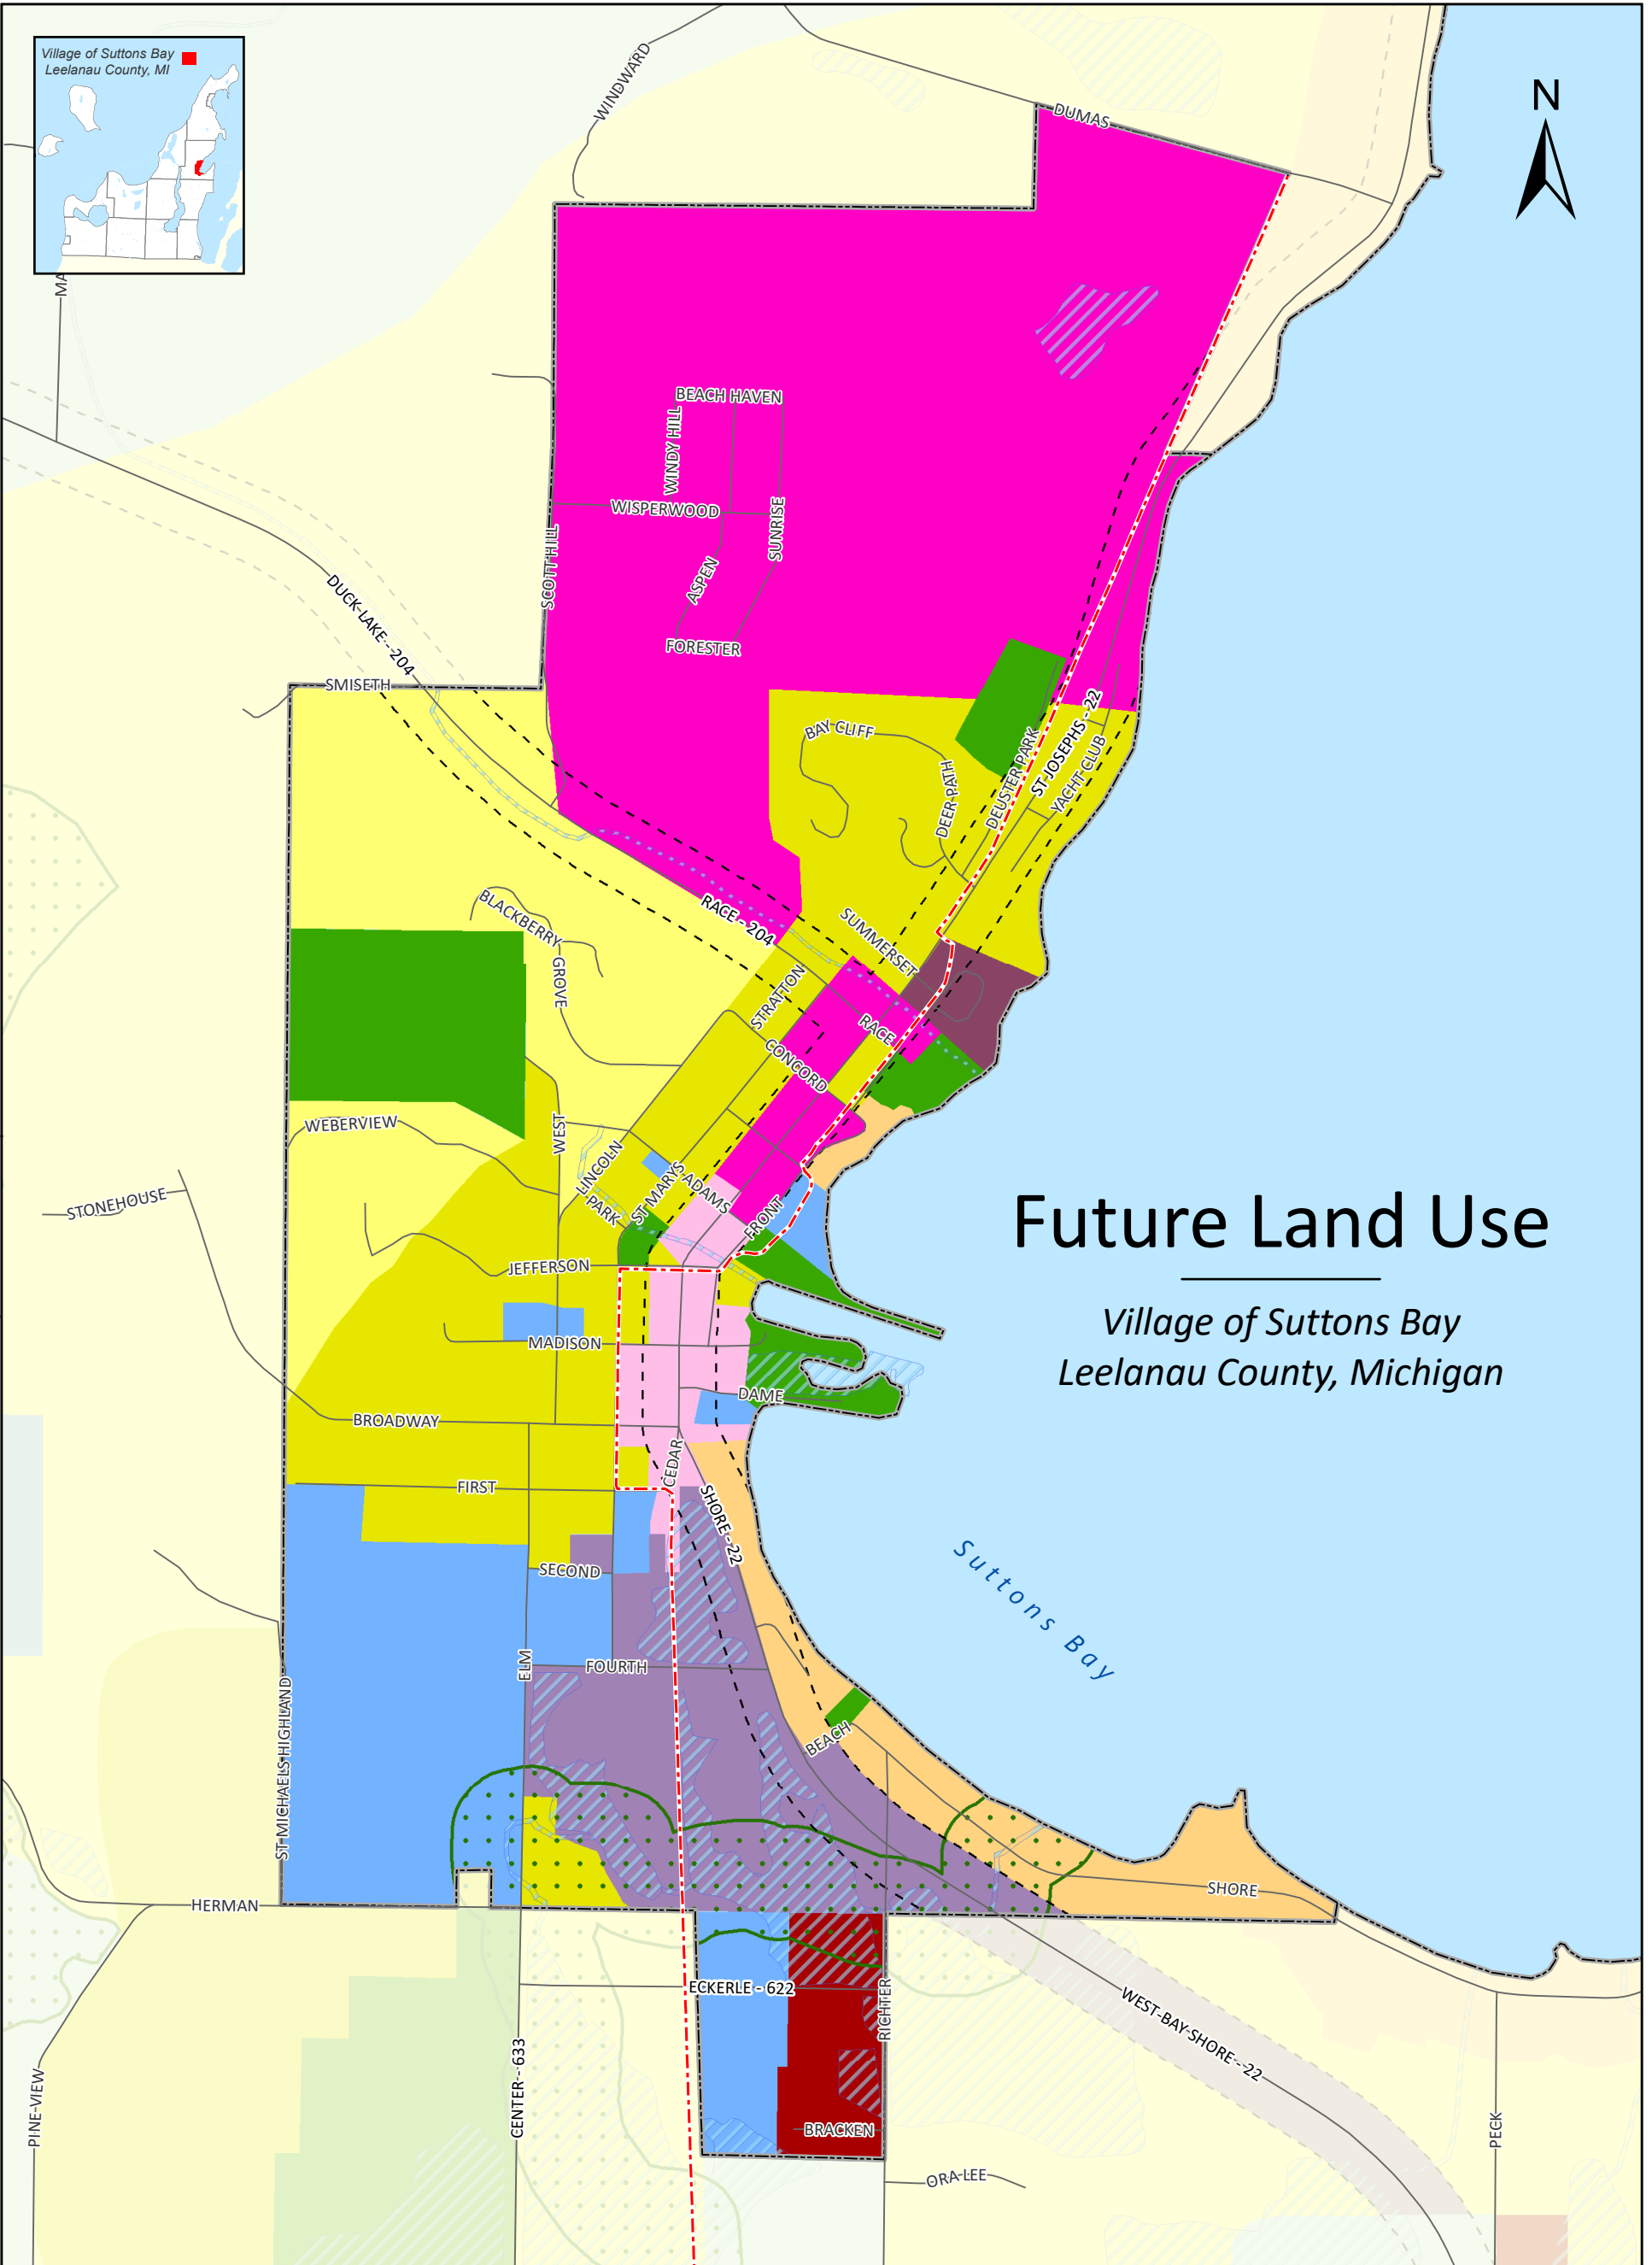 Village of Suttons Bay
Leelanau County, MI
N
WINDWARD
DUMAS
MA
BEACH HAVEN
WINDY HILL
WISPERWOOD
SUNRISE
SCOTT HILL
ASPEN
FORESTER
DUCK LAKE - 204
SMISETH
BAY CLIFF
DEER PATH
DEUSTER PARK
ST JOSEPHS - 22
YACHT CLUB
BLACKBERRY
GROVE
RACE - 204
SUMMERSET
STRATTON
RACE
CONCORD
WEBERVIEW
WEST
LINCOLN
PARK
ST MARYS
ADAMS
FRONT
STONEHOUSE
JEFFERSON
Future Land Use
Village of Suttons Bay
Leelanau County, Michigan
MADISON
DAME
BROADWAY
CEDAR
FIRST
SHORE - 22
SECOND
Suttons Bay
ELM
FOURTH
BEACH
ST MICHAELS HIGHLAND
HERMAN
SHORE
ECKERLE - 622
RICHTER
WEST BAY SHORE - 22
CENTER - 633
PINE VIEW
BRACKEN
PECK
ORA LEE